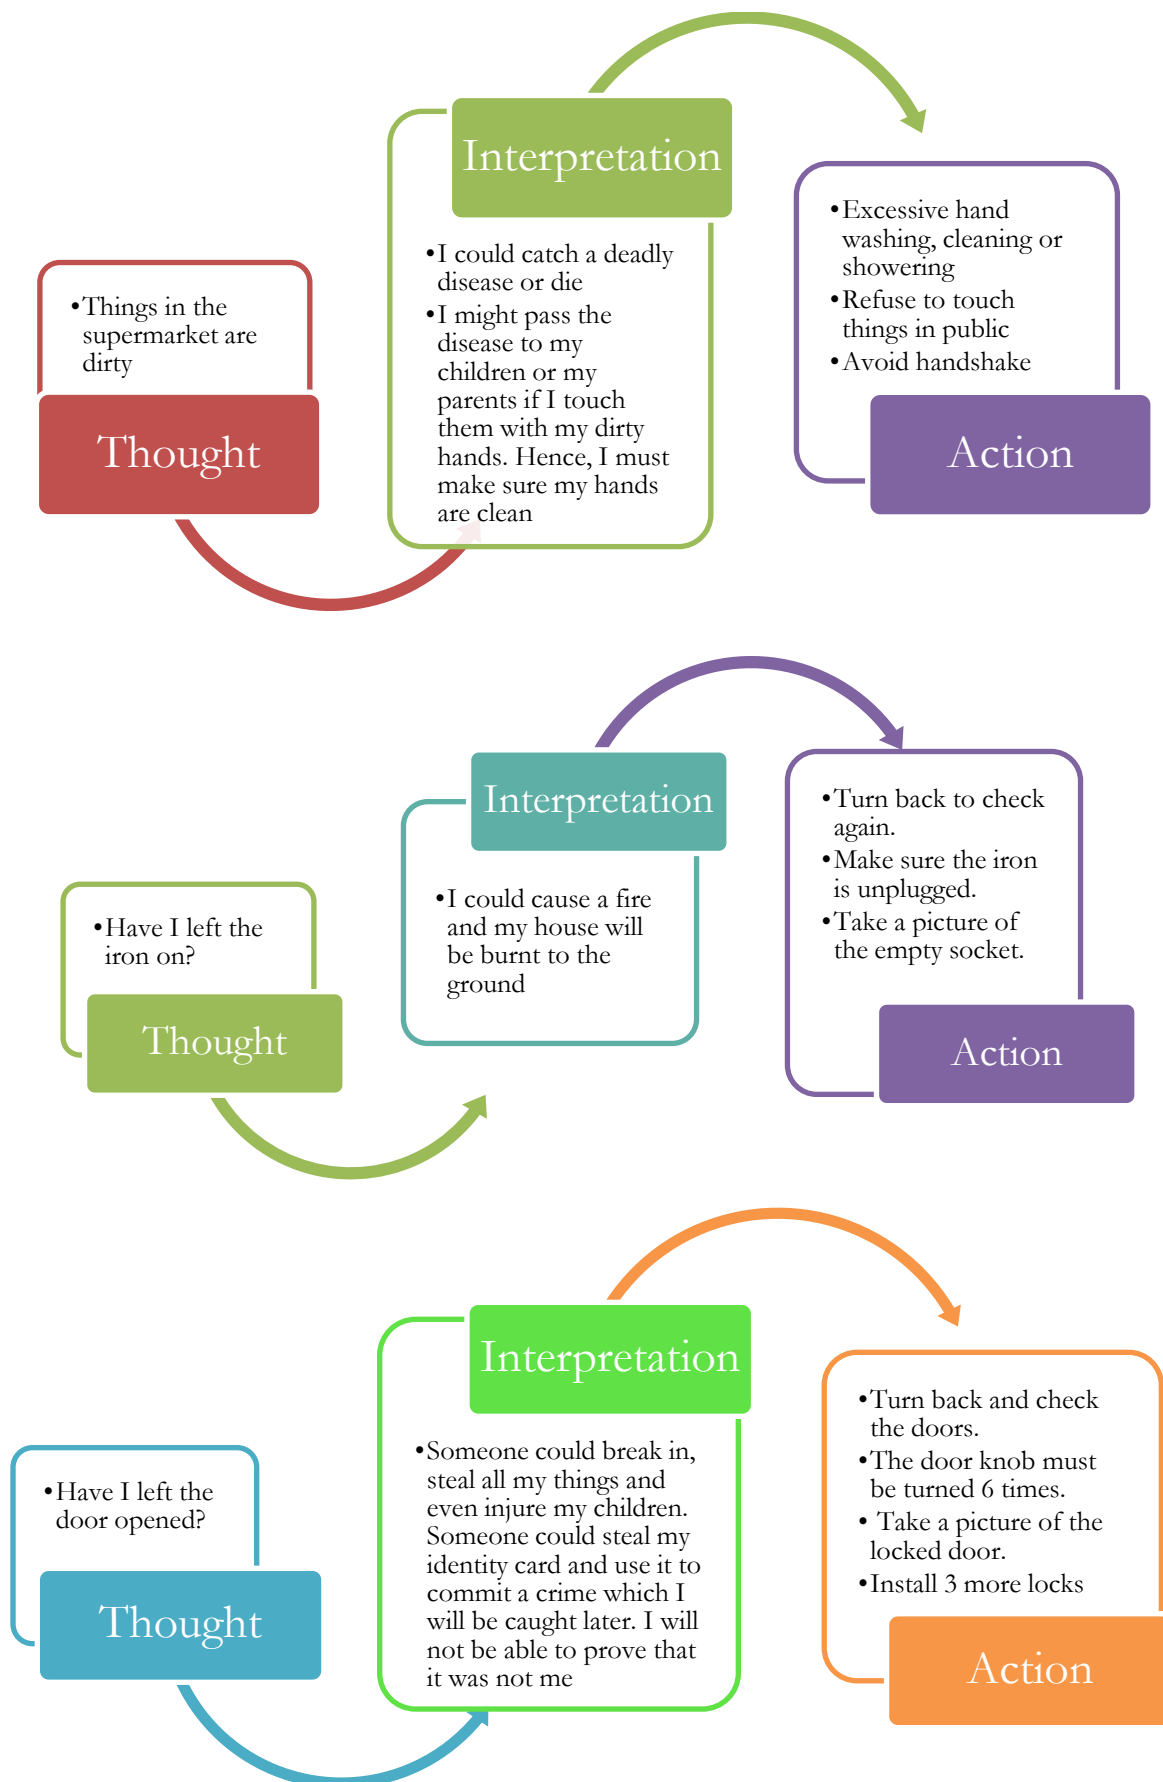 •Things in the
supermarket are
dirty
Thought
Interpretation
•I could catch a deadly
disease or die
•I might pass the
disease to my
children or my
parents if I touch
them with my dirty
hands. Hence, I must
make sure my hands
are clean
•Excessive hand
washing, cleaning or
showering
•Refuse to touch
things in public
•Avoid handshake
Action
•Have I left the
iron on?
Thought
Interpretation
•I could cause a fire
and my house will
be burnt to the
ground
•Turn back to check
again.
•Make sure the iron
is unplugged.
•Take a picture of
the empty socket.
Action
•Have I left the
door opened?
Thought
Interpretation
•Someone could break in,
steal all my things and
even injure my children.
Someone could steal my
identity card and use it to
commit a crime which I
will be caught later. I will
not be able to prove that
it was not me
•Turn back and check
the doors.
•The door knob must
be turned 6 times.
• Take a picture of the
locked door.
•Install 3 more locks
Action